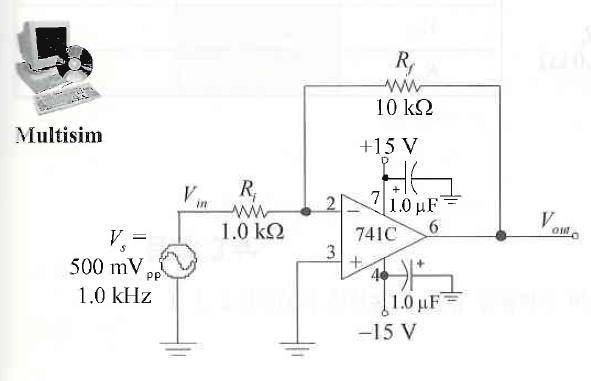 R_f
10 kΩ
Multisim
+15 V
+
V_in
R_i
2
−
7
1.0 μF
V_s =
500 mV_pp
1.0 kHz
1.0 kΩ
741C
6
V_out
3
+
4
+
1.0 μF
−15 V